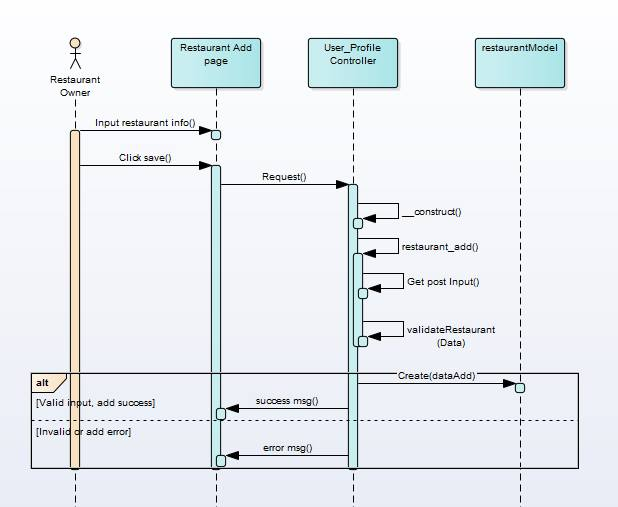 Restaurant Add
page
User_Profile
Controller
restaurantModel
Restaurant
Owner
Input restaurant info()
Click save()
Request()
__construct()
restaurant_add()
Get post Input()
validateRestaurant
(Data)
alt
Create(dataAdd)
[Valid input, add success]
success msg()
[Invalid or add error]
error msg()